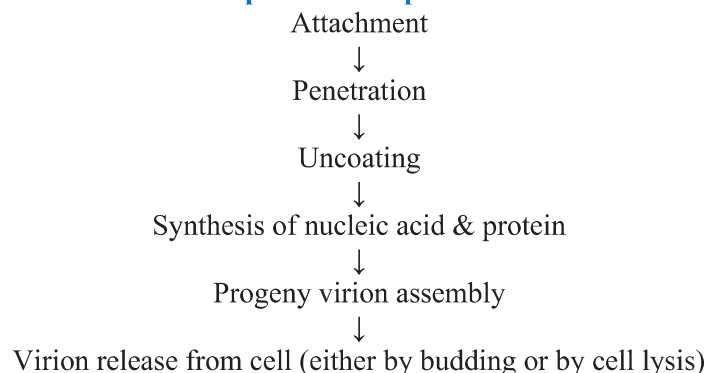 Attachment
↓
Penetration
↓
Uncoating
↓
Synthesis of nucleic acid & protein
↓
Progeny virion assembly
↓
Virion release from cell (either by budding or by cell lysis)